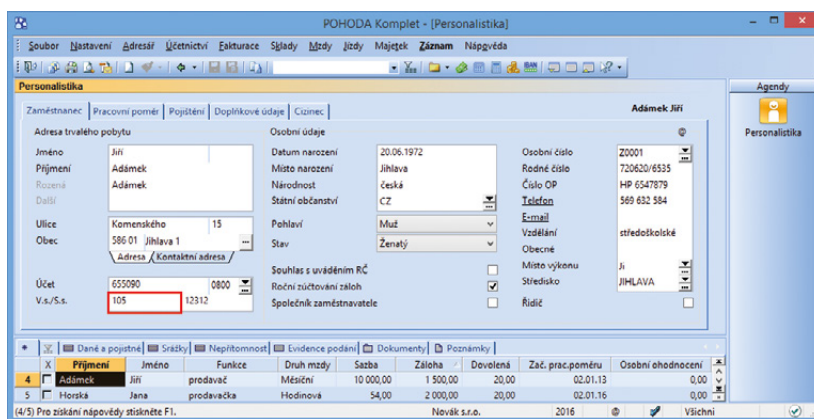 POHODA Komplet - [Personalistika]
Soubor Nastavení Adresář Účetnictví Fakturace Sklady Mzdy Jízdy Majetek Záznam Nápověda
Personalistika
Agendy
Zaměstnanec Pracovní poměr Pojištění Doplňkové údaje Cizinec Adámek Jiří
Personalistika
Adresa trvalého pobytu Osobní údaje
Jméno Jiří Datum narození 20.06.1972 Osobní číslo Z0001
Příjmení Adámek Místo narození Jihlava Rodné číslo 720620/6535
Rozená Adámek Národnost česká Číslo OP HP 6547879
Další Státní občanství CZ Telefon 569 632 584
E-mail
Ulice Komenského 15 Pohlaví Muž Vzdělání středoškolské
Obec 586 01 Jihlava 1 Stav Ženatý Obecné
Adresa Kontaktní adresa
Souhlas s uváděním RČ Místo výkonu Ji
Účet 655090 0800 Roční zúčtování záloh Středisko JIHLAVA
V.s./S.s. 105 12312 Společník zaměstnavatele Řidič
* Daně a pojistné Srážky Nepřítomnost Evidence podání Dokumenty Poznámky
X Příjmení Jméno Funkce Druh mzdy Sazba Záloha Dovolená Zač. prac.poměru Osobní ohodnocení
4 Adámek Jiří prodavač Měsíční 10 000,00 1 500,00 20,00 02.01.13 0,00
5 Horská Jana prodavačka Hodinová 54,00 2 000,00 20,00 02.01.16 0,00
(4/5) Pro získání nápovědy stiskněte F1. Novák s.r.o. 2016 @ Všichni